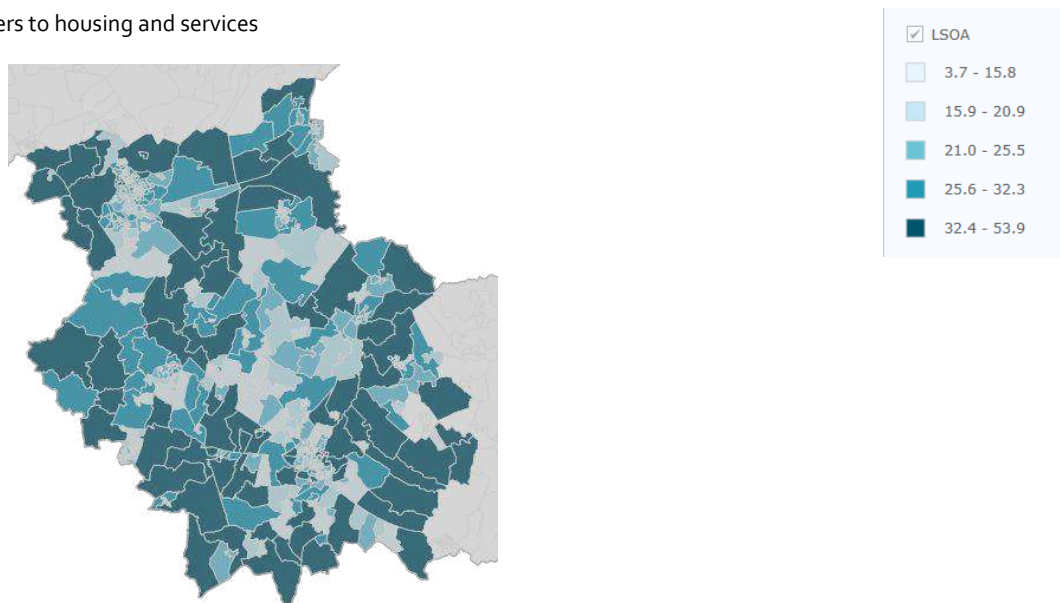 ers to housing and services
LSOA
3.7 - 15.8
15.9 - 20.9
21.0 - 25.5
25.6 - 32.3
32.4 - 53.9